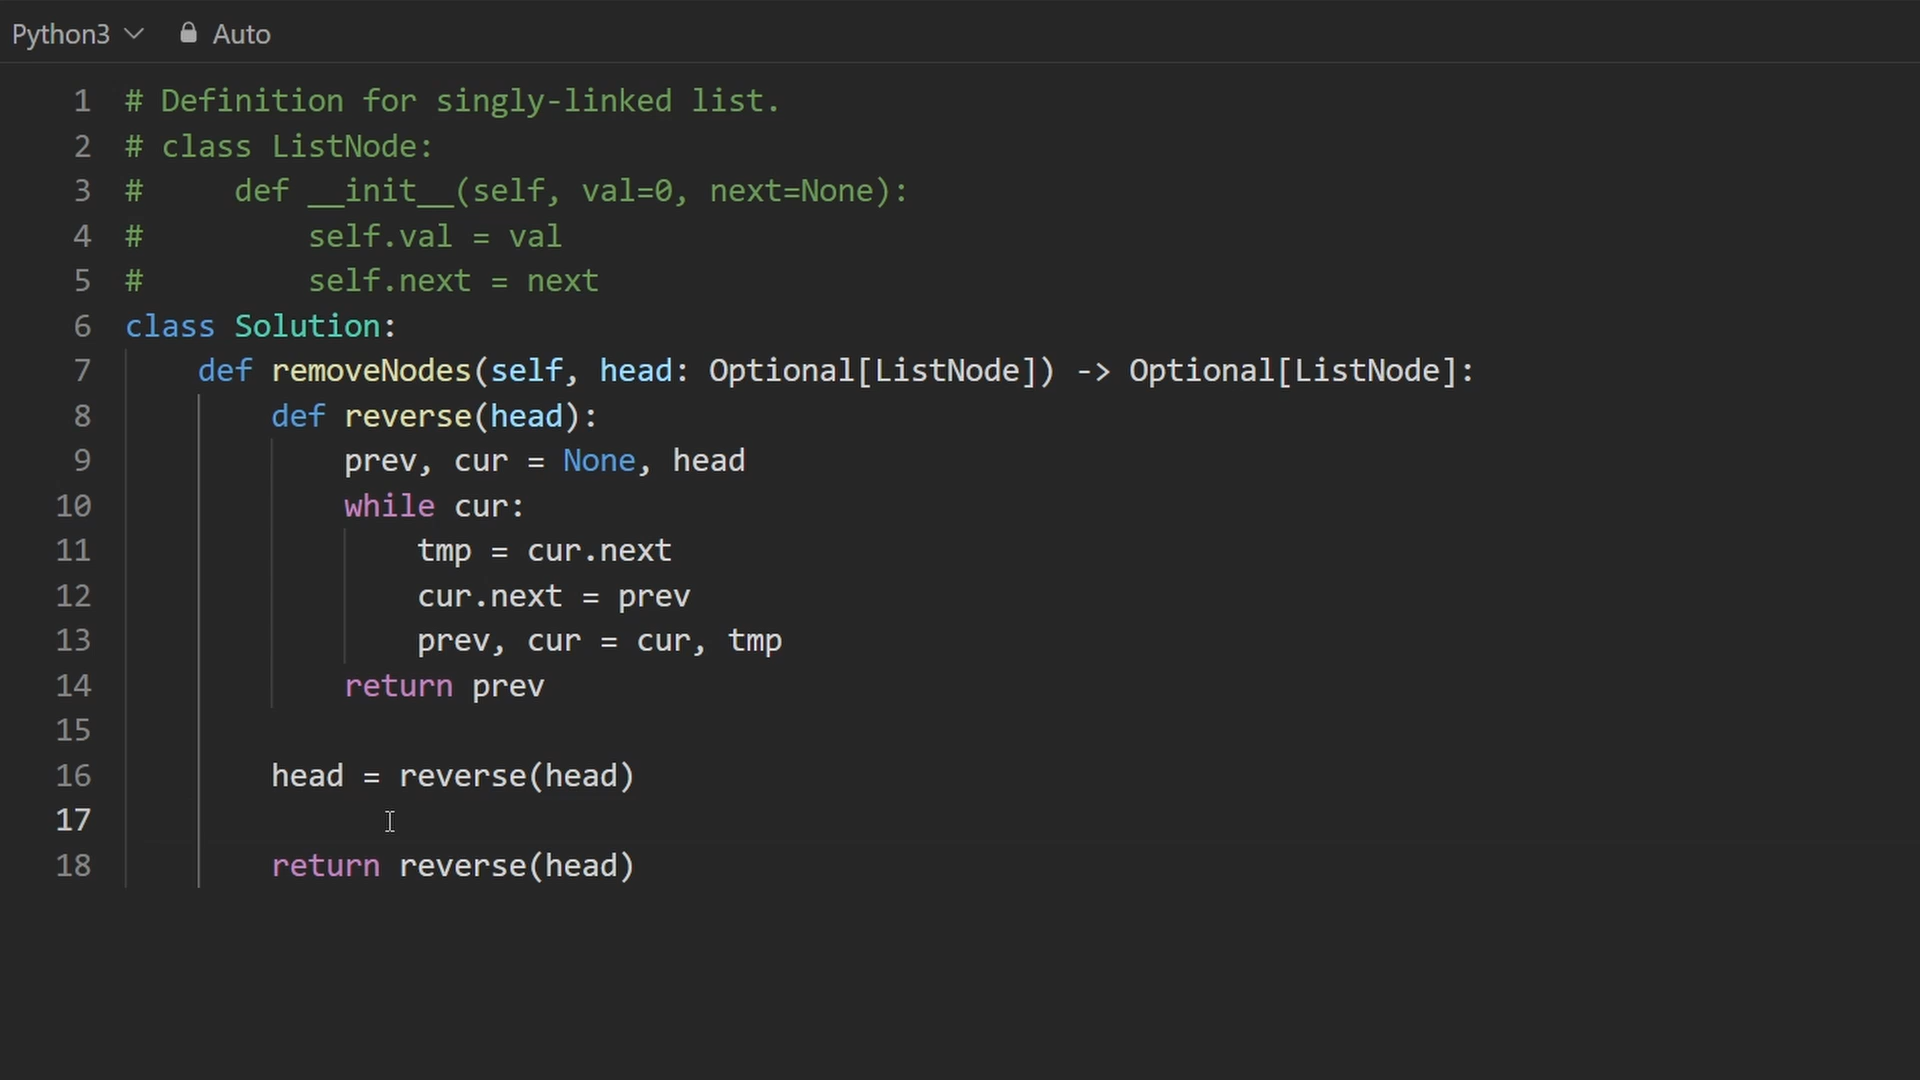 Python3 Auto
1 # Definition for singly-linked list.
2 # class ListNode:
3 #     def __init__(self, val=0, next=None):
4 #         self.val = val
5 #         self.next = next
6 class Solution:
7     def removeNodes(self, head: Optional[ListNode]) -> Optional[ListNode]:
8         def reverse(head):
9             prev, cur = None, head
10             while cur:
11                 tmp = cur.next
12                 cur.next = prev
13                 prev, cur = cur, tmp
14             return prev
15
16         head = reverse(head)
17
18         return reverse(head)